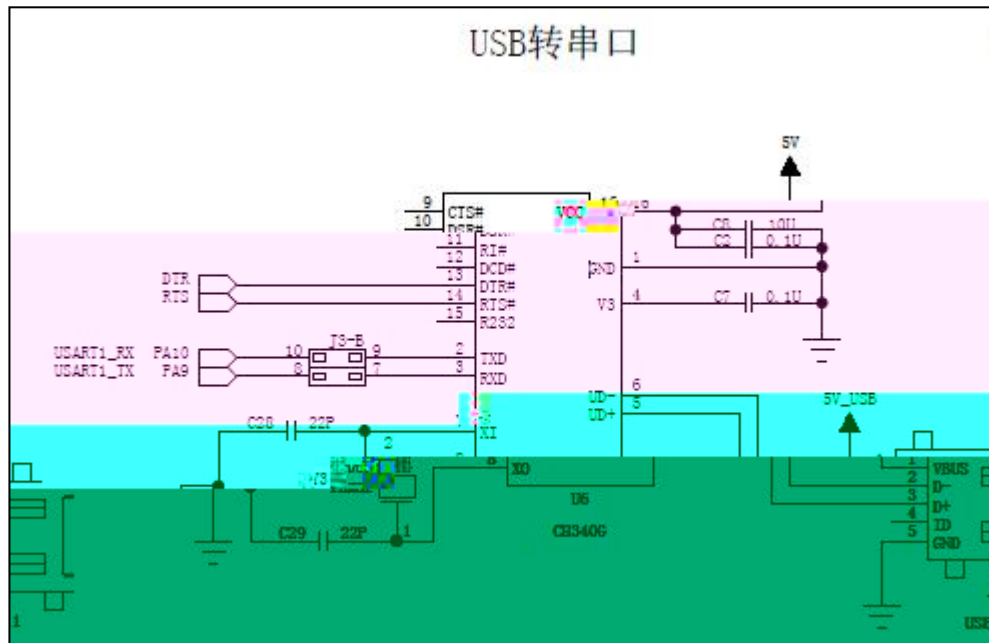 USB转串口
5V
9 CTS#
10
VCC
C2 0.1U
11 RI#
12 DCD#
13 DTR#
14 RTS#
15 R232
DTR
RTS
1 GND
4 V3 C7 0.1U
J3-B
USART1_RX PA10 10 9 2 TXD
USART1_TX PA9 8 7 3 RXD
6 UD-
5 UD+
5V_USB
C28 22P XI
2
XO
U6
CH340G
C29 22P 1
1 VBUS
2 D-
3 D+
4 ID
5 GND
1
USB